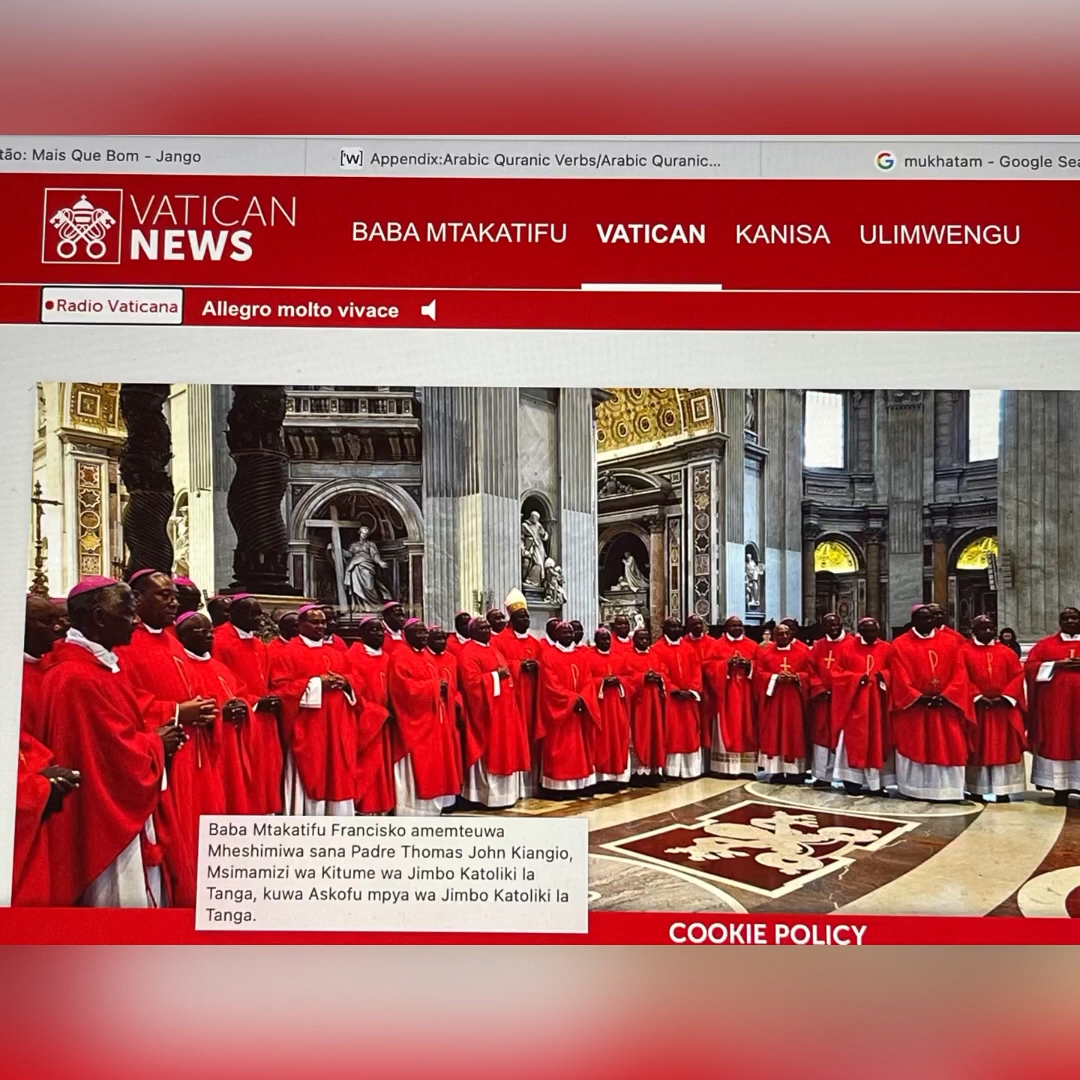 tão: Mais Que Bom - Jango
[W] Appendix:Arabic Quranic Verbs/Arabic Quranic...
G mukhatam - Google Sea
VATICAN
NEWS
BABA MTAKATIFU VATICAN KANISA ULIMWENGU
Radio Vaticana Allegro molto vivace
Baba Mtakatifu Francisko amemteuwa
Mheshimiwa sana Padre Thomas John Kiangio,
Msimamizi wa Kitume wa Jimbo Katoliki la
Tanga, kuwa Askofu mpya wa Jimbo Katoliki la
Tanga.
COOKIE POLICY